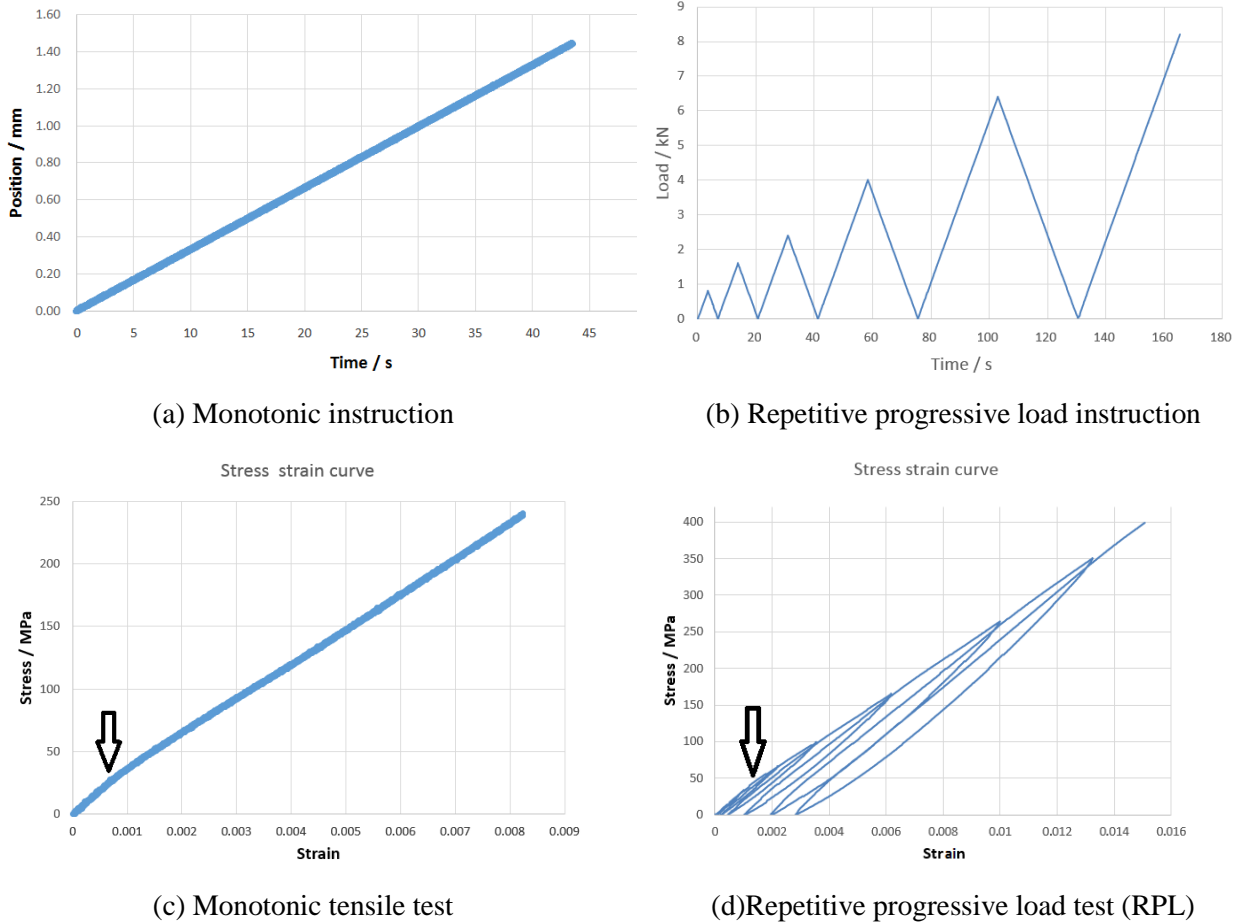 1.60
1.40
1.20
1.00
0.80
0.60
0.40
0.20
0.00
Position / mm
0 5 10 15 20 25 30 35 40 45
Time / s
(a) Monotonic instruction
9
8
7
6
5
4
3
2
1
0
Load / kN
0 20 40 60 80 100 120 140 160 180
Time / s
(b) Repetitive progressive load instruction
Stress strain curve
250
200
150
100
50
0
Stress / MPa
0 0.001 0.002 0.003 0.004 0.005 0.006 0.007 0.008 0.009
Strain
(c) Monotonic tensile test
Stress strain curve
400
350
300
250
200
150
100
50
0
Stress / MPa
0 0.002 0.004 0.006 0.008 0.01 0.012 0.014 0.016
Strain
(d)Repetitive progressive load test (RPL)